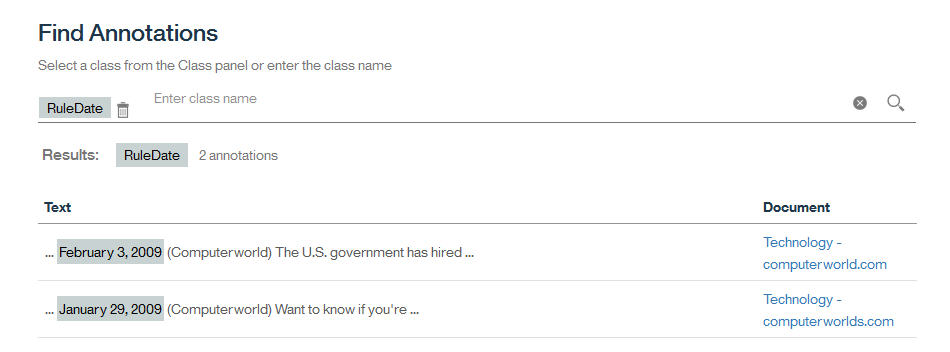 Find Annotations
Select a class from the Class panel or enter the class name
RuleDate Enter class name
Results: RuleDate 2 annotations
Text Document
... February 3, 2009 (Computerworld) The U.S. government has hired ... Technology -
computerworld.com
... January 29, 2009 (Computerworld) Want to know if you're ... Technology -
computerworlds.com